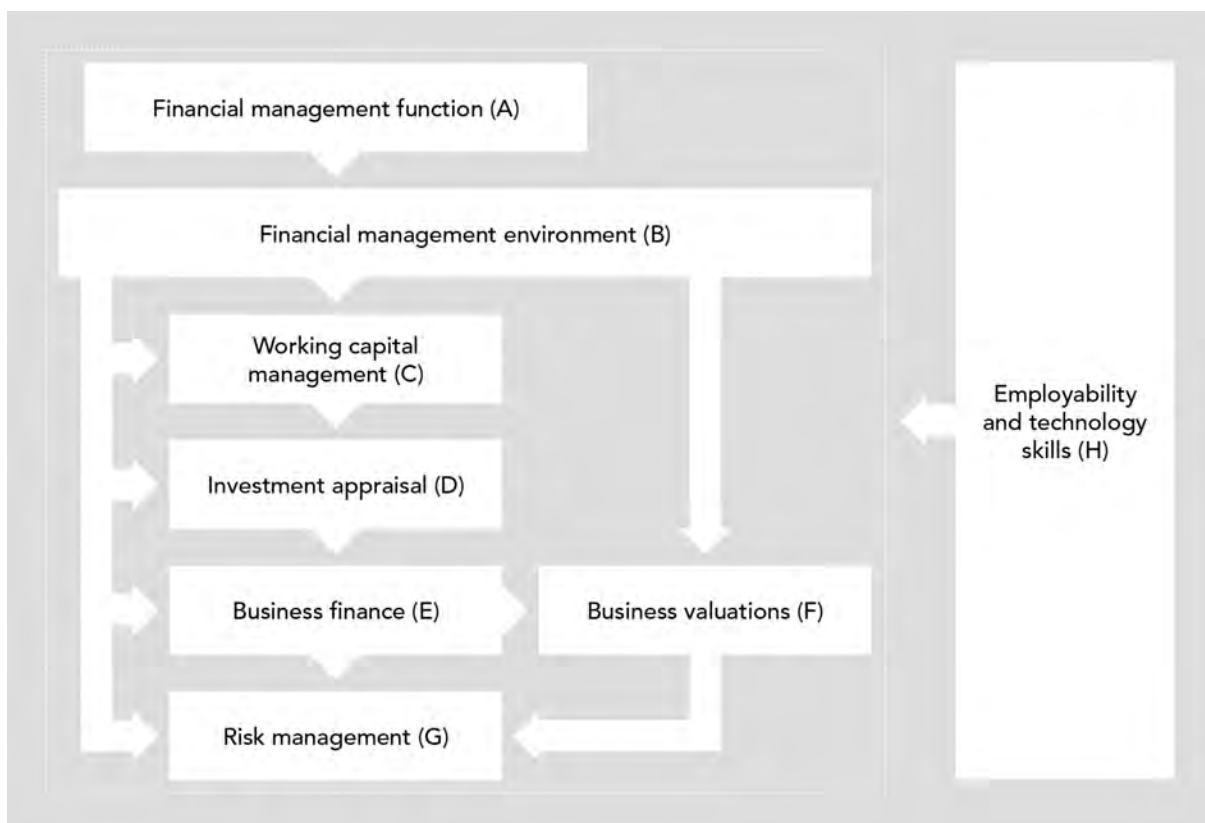 Financial management function (A)
Financial management environment (B)
Working capital
management (C)
Investment appraisal (D)
Business finance (E)
Business valuations (F)
Risk management (G)
Employability
and technology
skills (H)